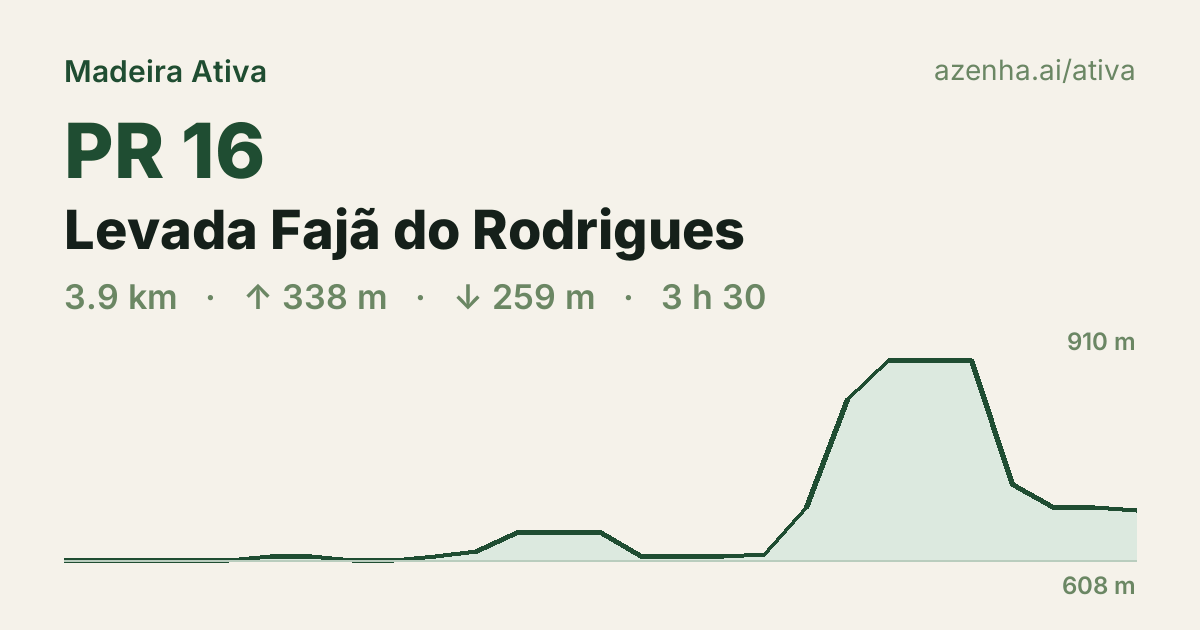 Madeira Ativa
azenha.ai/ativa
PR 16
Levada Fajã do Rodrigues
3.9 km · ↑ 338 m · ↓ 259 m · 3 h 30
910 m
608 m